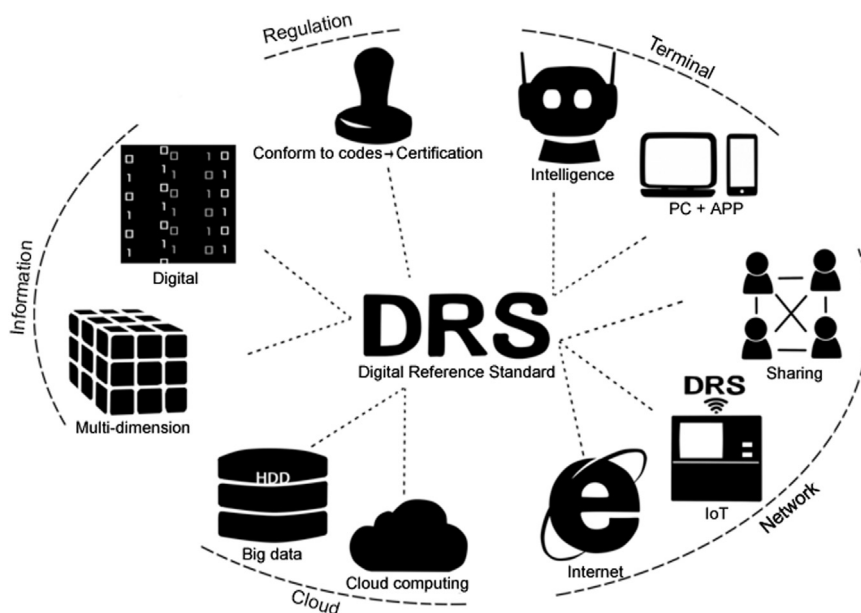 Regulation
Terminal
Conform to codes→Certification
Intelligence
PC + APP
Information
Digital
Multi-dimension
DRS
Digital Reference Standard
Sharing
DRS
IoT
Network
HDD
Big data
Cloud computing
Internet
Cloud